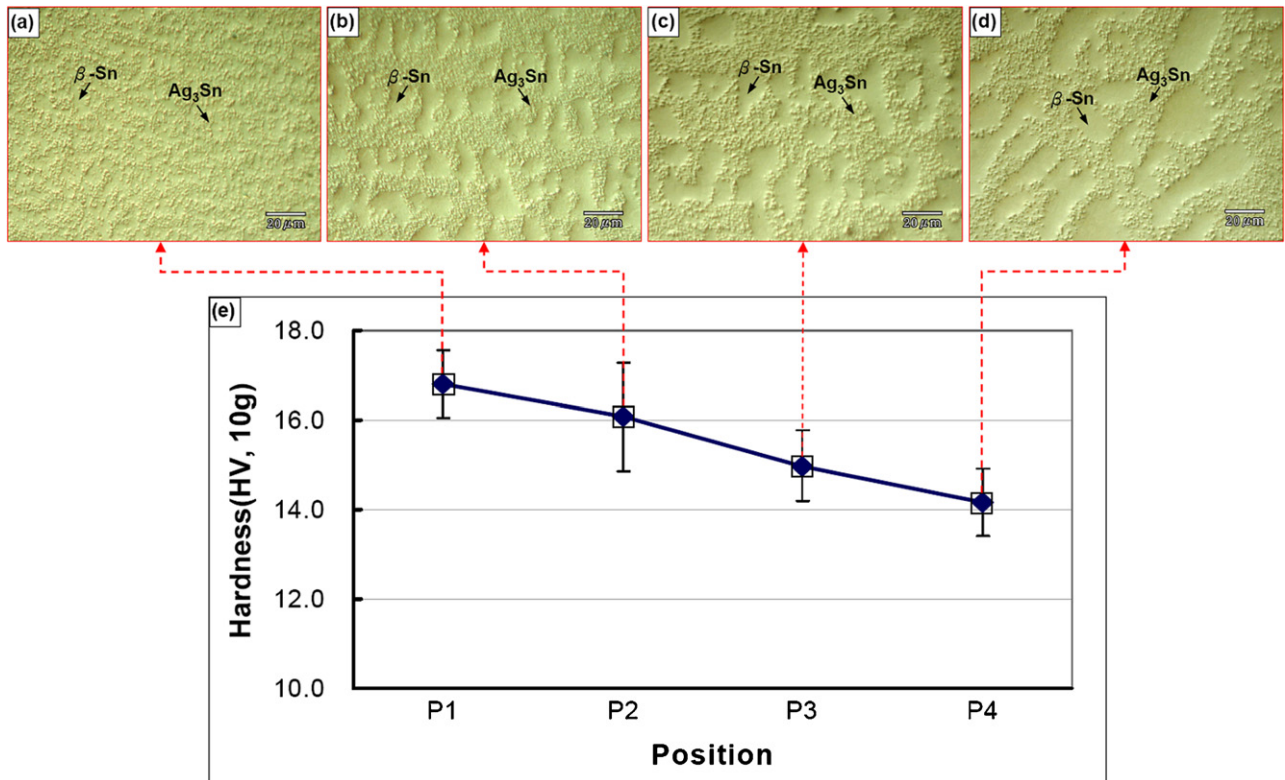 (a)
β-Sn
Ag₃Sn
20 μm
(b)
β-Sn
Ag₃Sn
20 μm
(c)
β-Sn
Ag₃Sn
20 μm
(d)
β-Sn
Ag₃Sn
20 μm
(e)
Hardness(HV, 10g)
18.0
16.0
14.0
12.0
10.0
P1 P2 P3 P4
Position